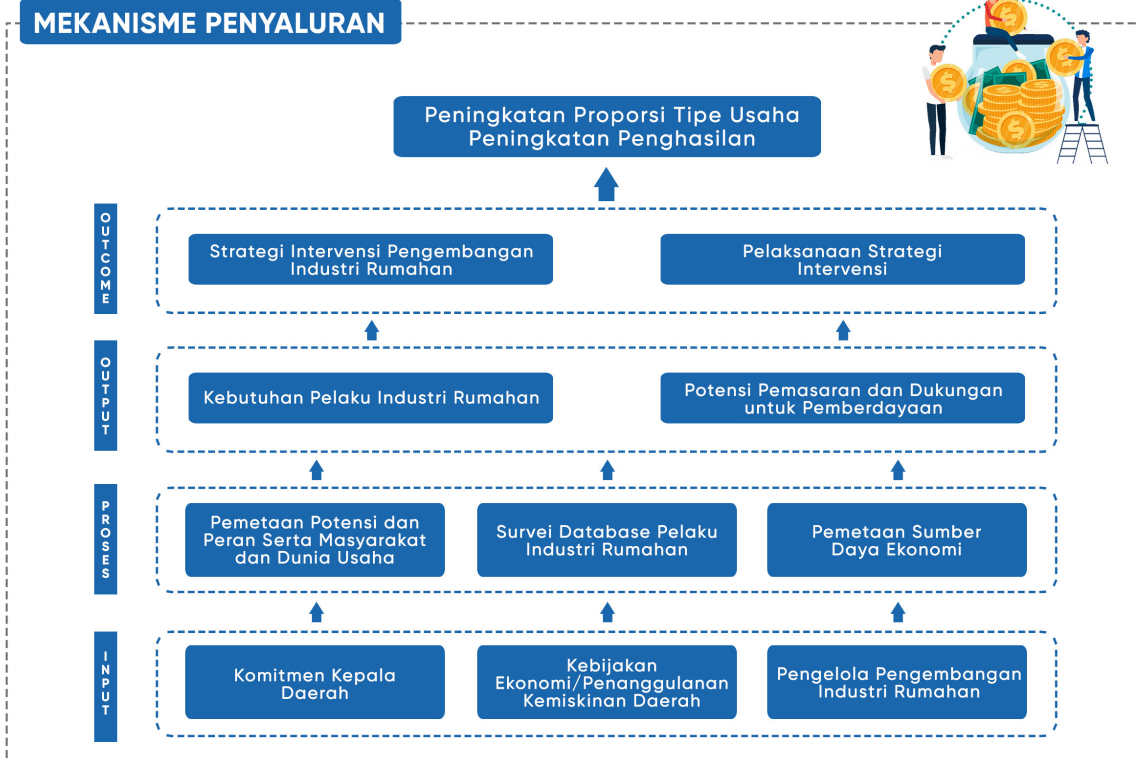 MEKANISME PENYALURAN
Peningkatan Proporsi Tipe Usaha
Peningkatan Penghasilan
OUTCOME
Strategi Intervensi Pengembangan
Industri Rumahan
Pelaksanaan Strategi
Intervensi
OUTPUT
Kebutuhan Pelaku Industri Rumahan
Potensi Pemasaran dan Dukungan
untuk Pemberdayaan
PROSES
Pemetaan Potensi dan
Peran Serta Masyarakat
dan Dunia Usaha
Survei Database Pelaku
Industri Rumahan
Pemetaan Sumber
Daya Ekonomi
INPUT
Komitmen Kepala
Daerah
Kebijakan
Ekonomi/Penanggulanan
Kemiskinan Daerah
Pengelola Pengembangan
Industri Rumahan